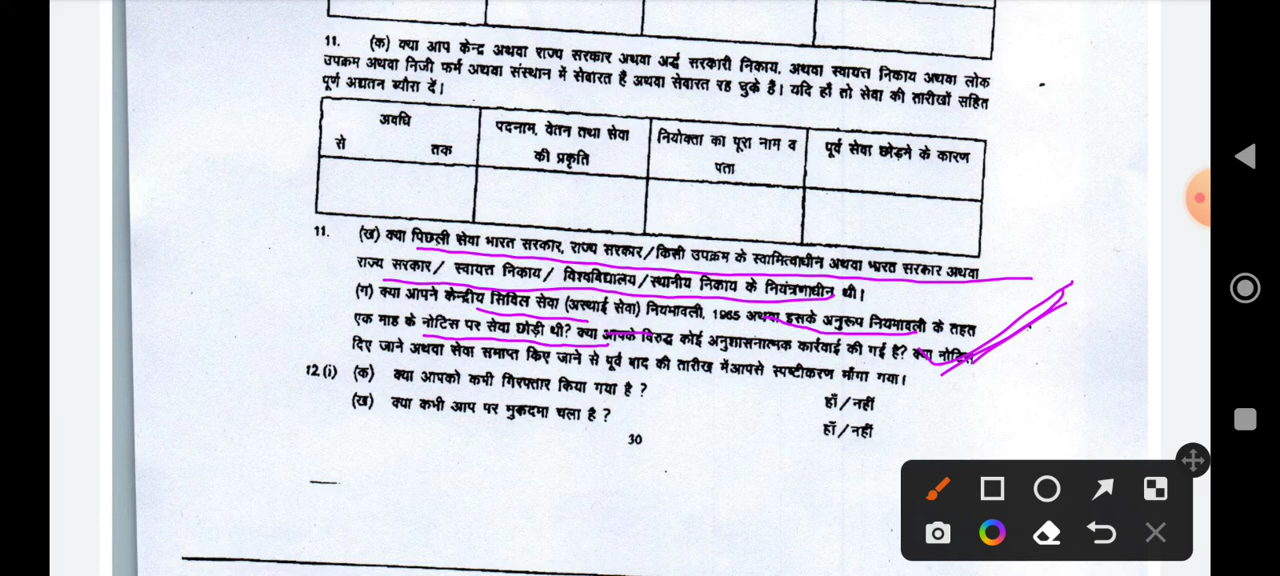 11. (क) क्या आप केन्द्र अथवा राज्य सरकार अथवा अर्द्ध सरकारी निकाय, अथवा स्वायत्त निकाय अथवा लोक
उपक्रम अथवा निजी फर्म अथवा संस्थान में सेवारत हैं अथवा सेवारत रह चुके हैं। यदि हाँ तो सेवा की तारीखों सहित
पूर्ण अद्यतन ब्यौरा दें।
अवधि
से तक
पदनाम, वेतन तथा सेवा
की प्रकृति
नियोक्ता का पूरा नाम व
पता
पूर्व सेवा छोड़ने के कारण
11. (ख) क्या पिछली सेवा भारत सरकार, राज्य सरकार/किसी उपक्रम के स्वामित्वाधीन अथवा भारत सरकार अथवा
राज्य सरकार/ स्वायत्त निकाय/ विश्वविद्यालय/स्थानीय निकाय के नियंत्रणाधीन थी।
(ग) क्या आपने केन्द्रीय सिविल सेवा (अस्थाई सेवा) नियमावली, 1965 अथवा इसके अनुरूप नियमावली के तहत
एक माह के नोटिस पर सेवा छोड़ी थी? क्या आपके विरुद्ध कोई अनुशासनात्मक कार्रवाई की गई है? क्या नोटिस
दिए जाने अथवा सेवा समाप्त किए जाने से पूर्व बाद की तारीख में आपसे स्पष्टीकरण माँगा गया।
12 (i) (क) क्या आपको कभी गिरफ्तार किया गया है ? हाँ/नहीं
(ख) क्या कभी आप पर मुकदमा चला है ? हाँ/नहीं
30